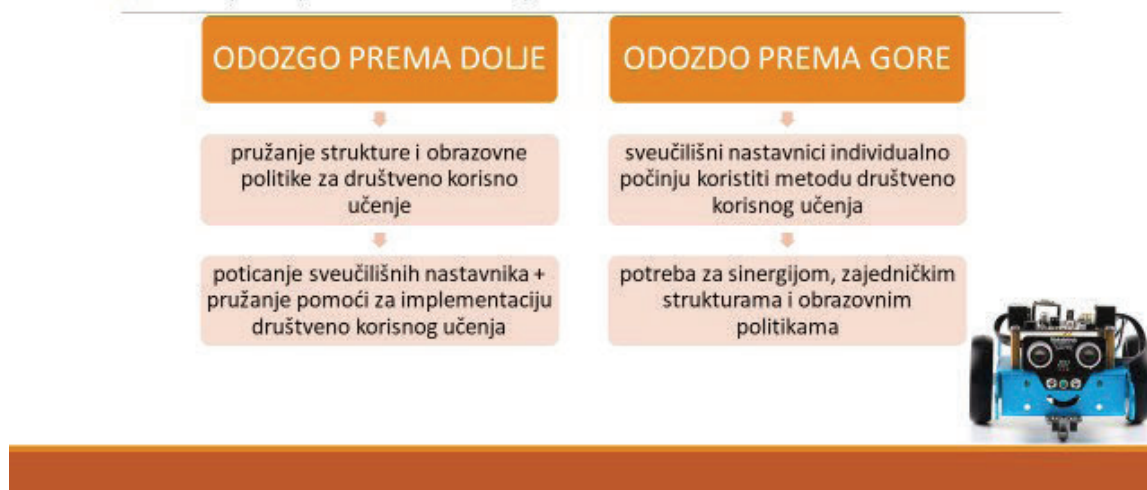 ODOZGO PREMA DOLJE
pružanje strukture i obrazovne
politike za društveno korisno
učenje
poticanje sveučilišnih nastavnika +
pružanje pomoći za implementaciju
društveno korisnog učenja
ODOZDO PREMA GORE
sveučilišni nastavnici individualno
počinju koristiti metodu društveno
korisnog učenja
potreba za sinergijom, zajedničkim
strukturama i obrazovnim
politikama